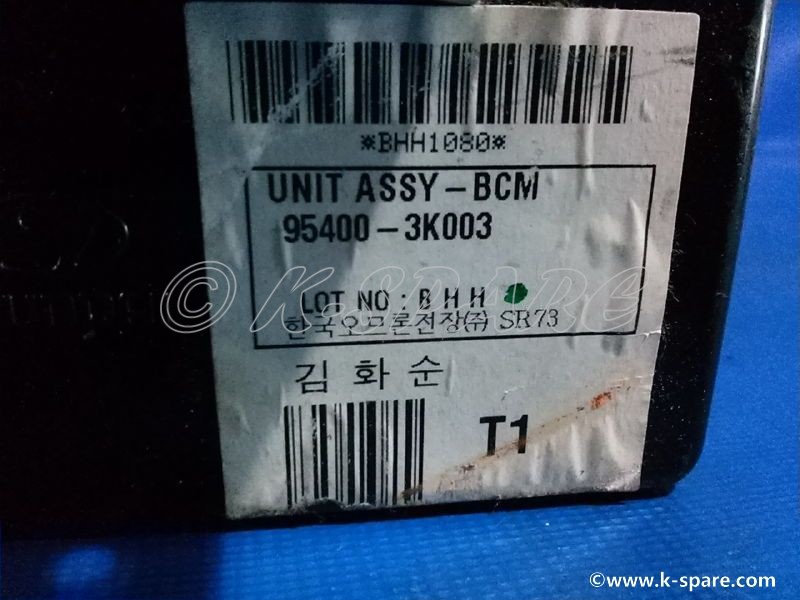 *BHH1080*
UNIT ASSY-BCM
95400-3K003
© K-SPARE
LOT NO : B H H
한국오므론전장㈜ SR73
김 화 순
T1
©www.k-spare.com